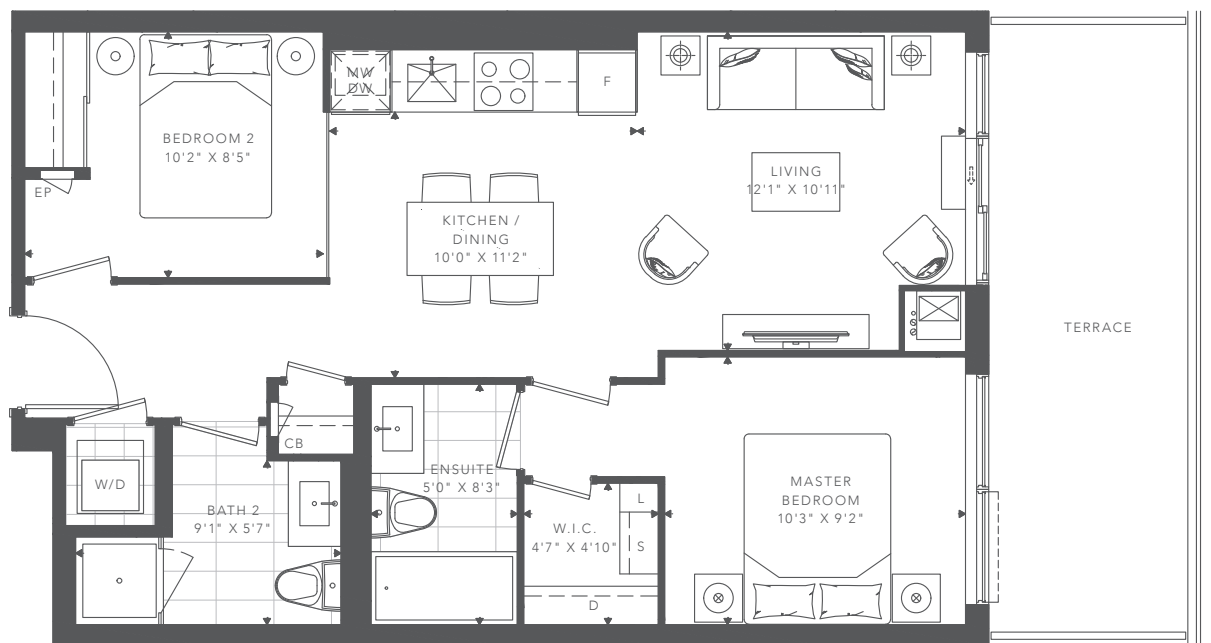 BEDROOM 2
10'2" X 8'5"
EP
MW
DW
F
KITCHEN /
DINING
10'0" X 11'2"
LIVING
12'1" X 10'11"
TERRACE
W/D
CB
BATH 2
9'1" X 5'7"
ENSUITE
5'0" X 8'3"
W.I.C.
4'7" X 4'10"
L
S
D
MASTER
BEDROOM
10'3" X 9'2"